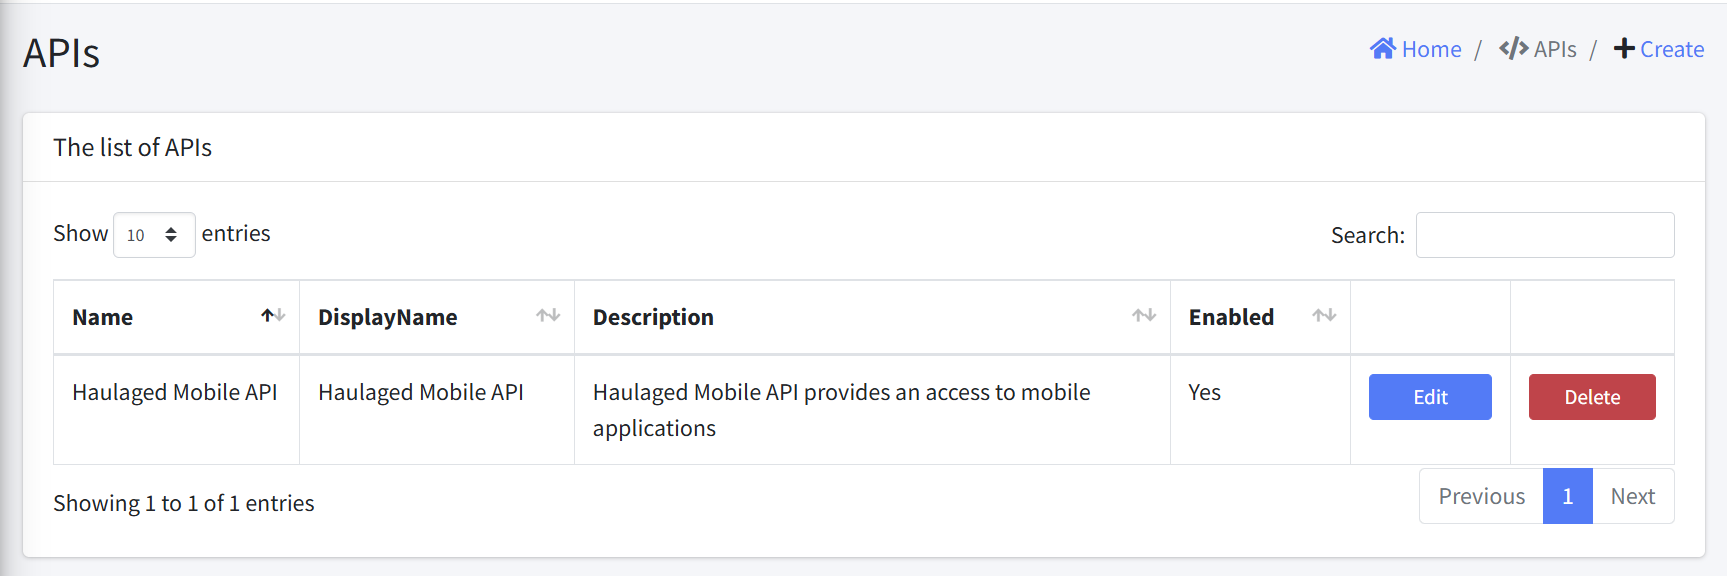 APIs
Home / APIs / Create
The list of APIs
Show 10 entries
Search:
Name DisplayName Description Enabled
Haulaged Mobile API Haulaged Mobile API Haulaged Mobile API provides an access to mobile Yes Edit Delete
applications
Showing 1 to 1 of 1 entries
Previous 1 Next